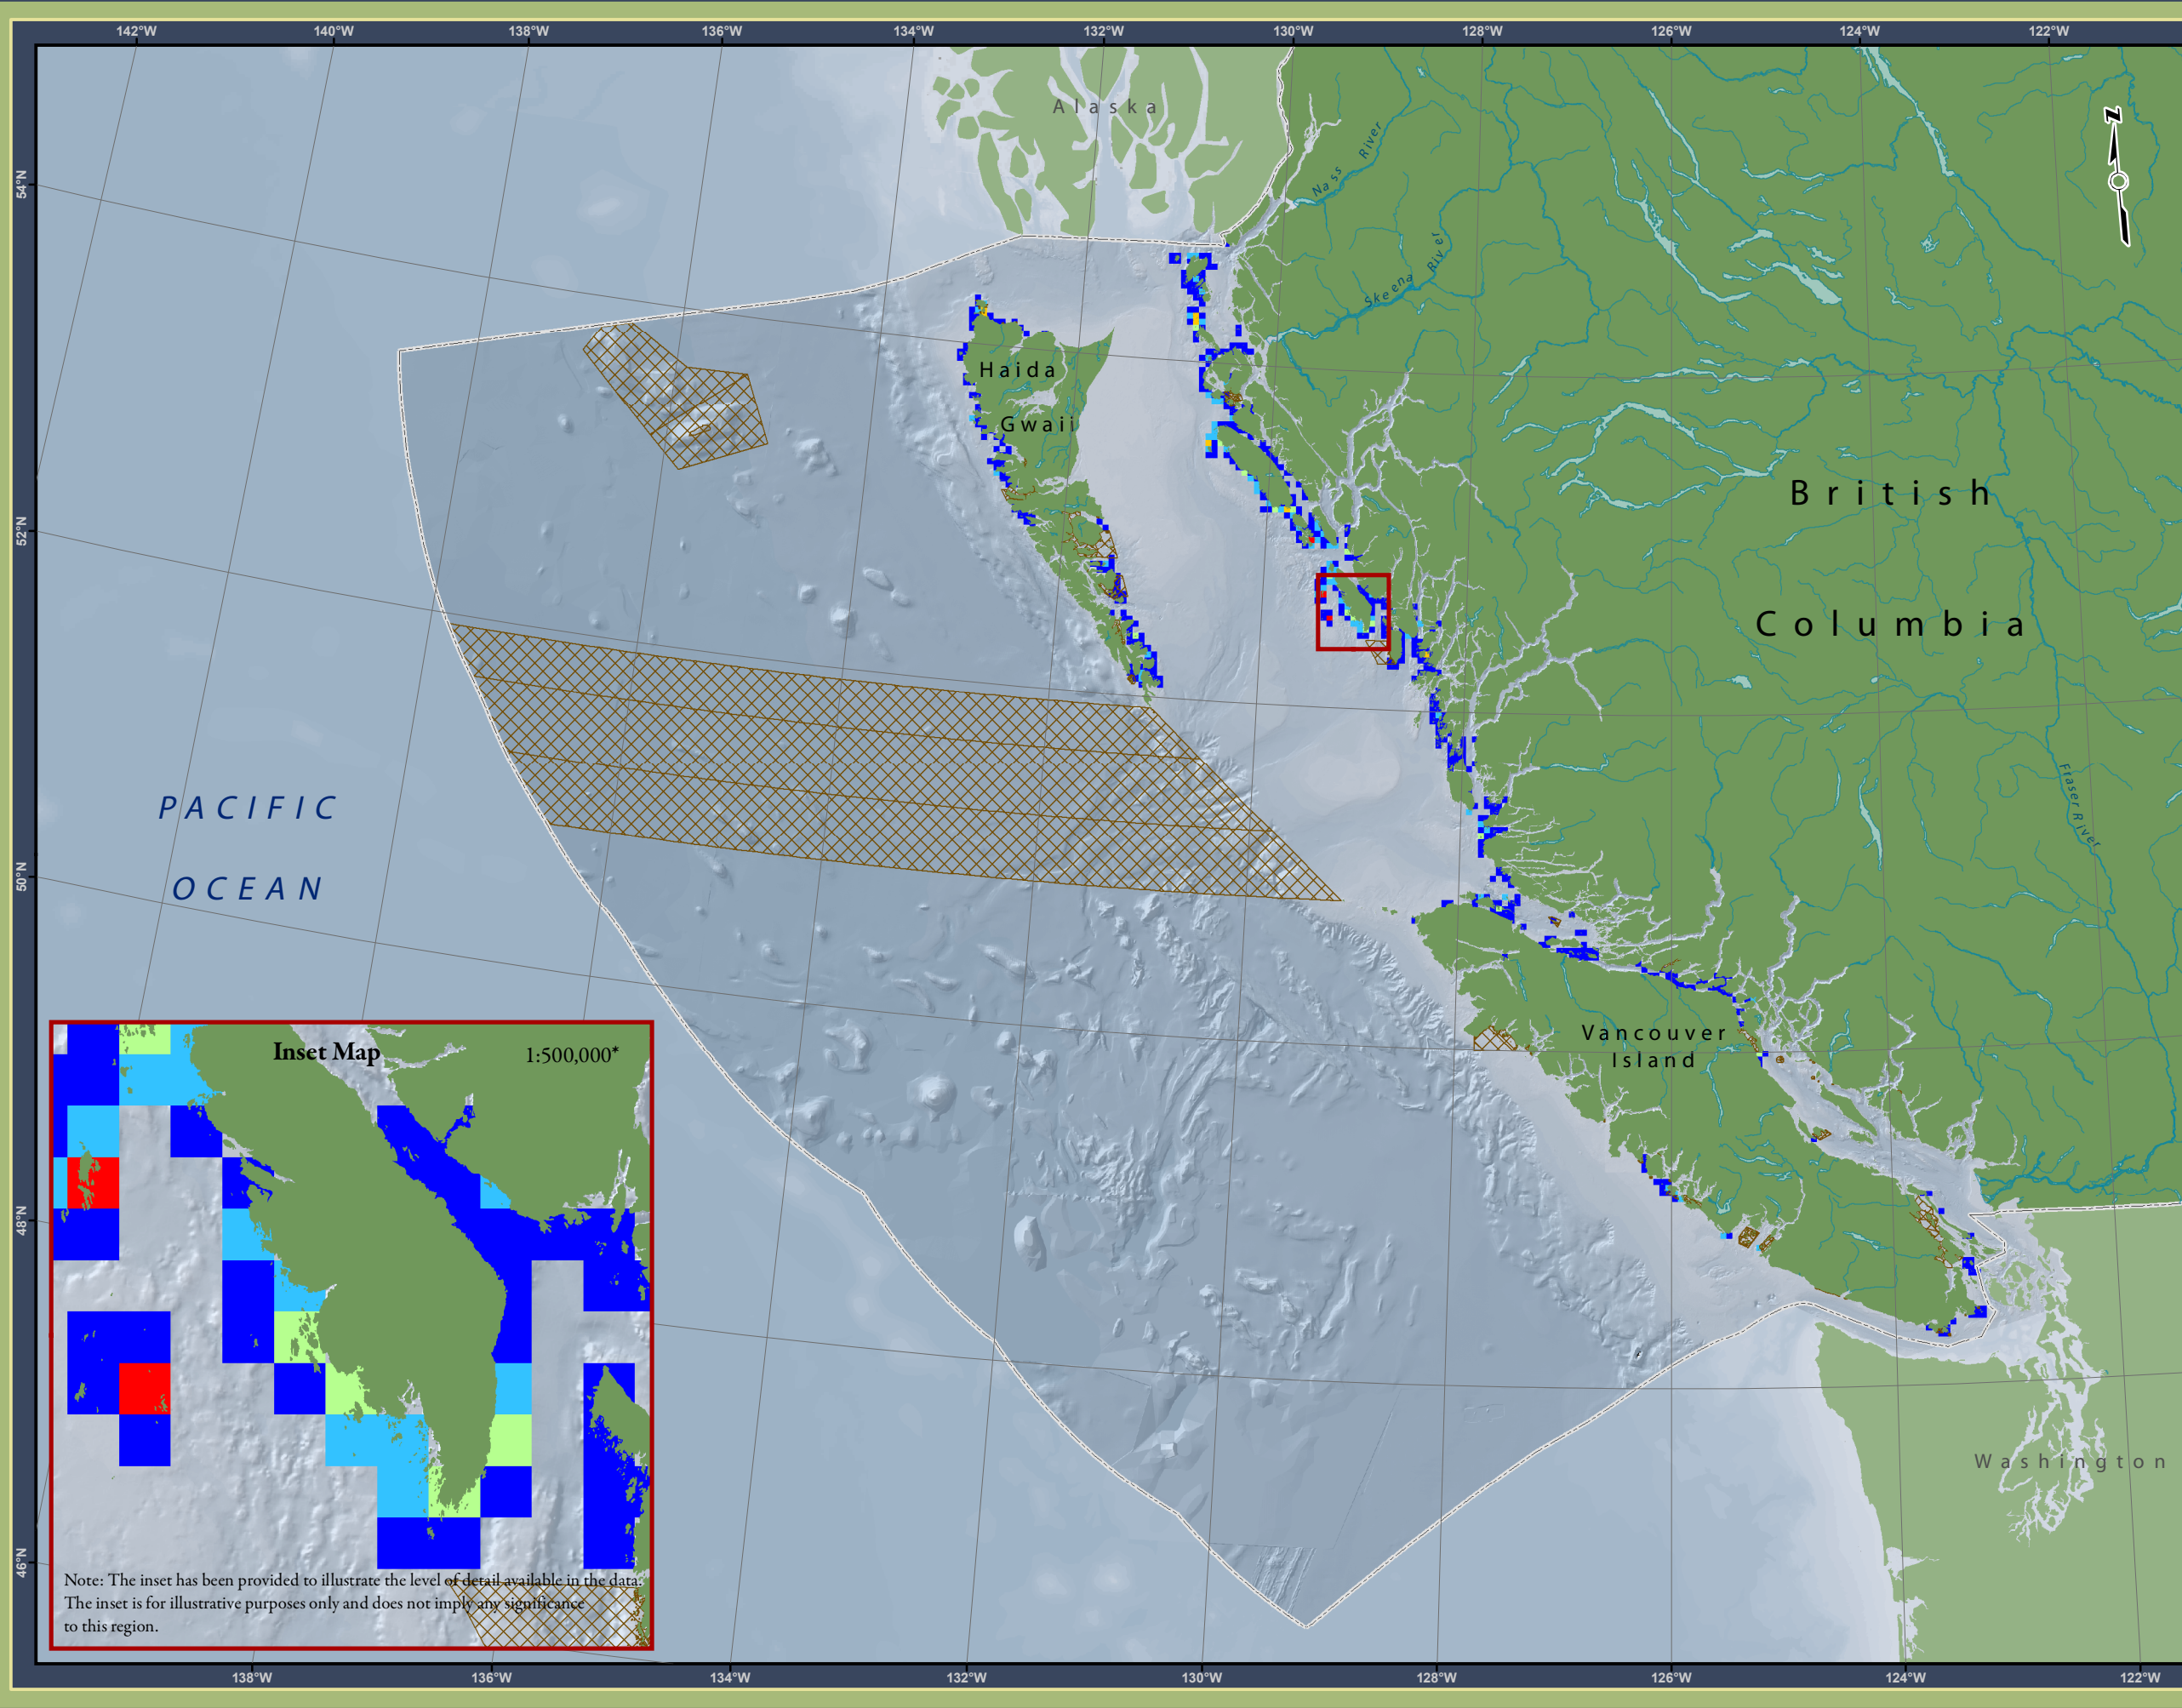 142°W 140°W 138°W 136°W 134°W 132°W 130°W 128°W 126°W 124°W 122°W
Alaska
Nass River
54°N
Skeena River
Haida
Gwaii
British
52°N
Columbia
PACIFIC
OCEAN
Fraser River
50°N
Vancouver
Island
Inset Map
1:500,000*
48°N
Washington
46°N
Note: The inset has been provided to illustrate the level of detail available in the data.
The inset is for illustrative purposes only and does not imply any significance
to this region.
138°W 136°W 134°W 132°W 130°W 128°W 126°W 124°W 122°W
N